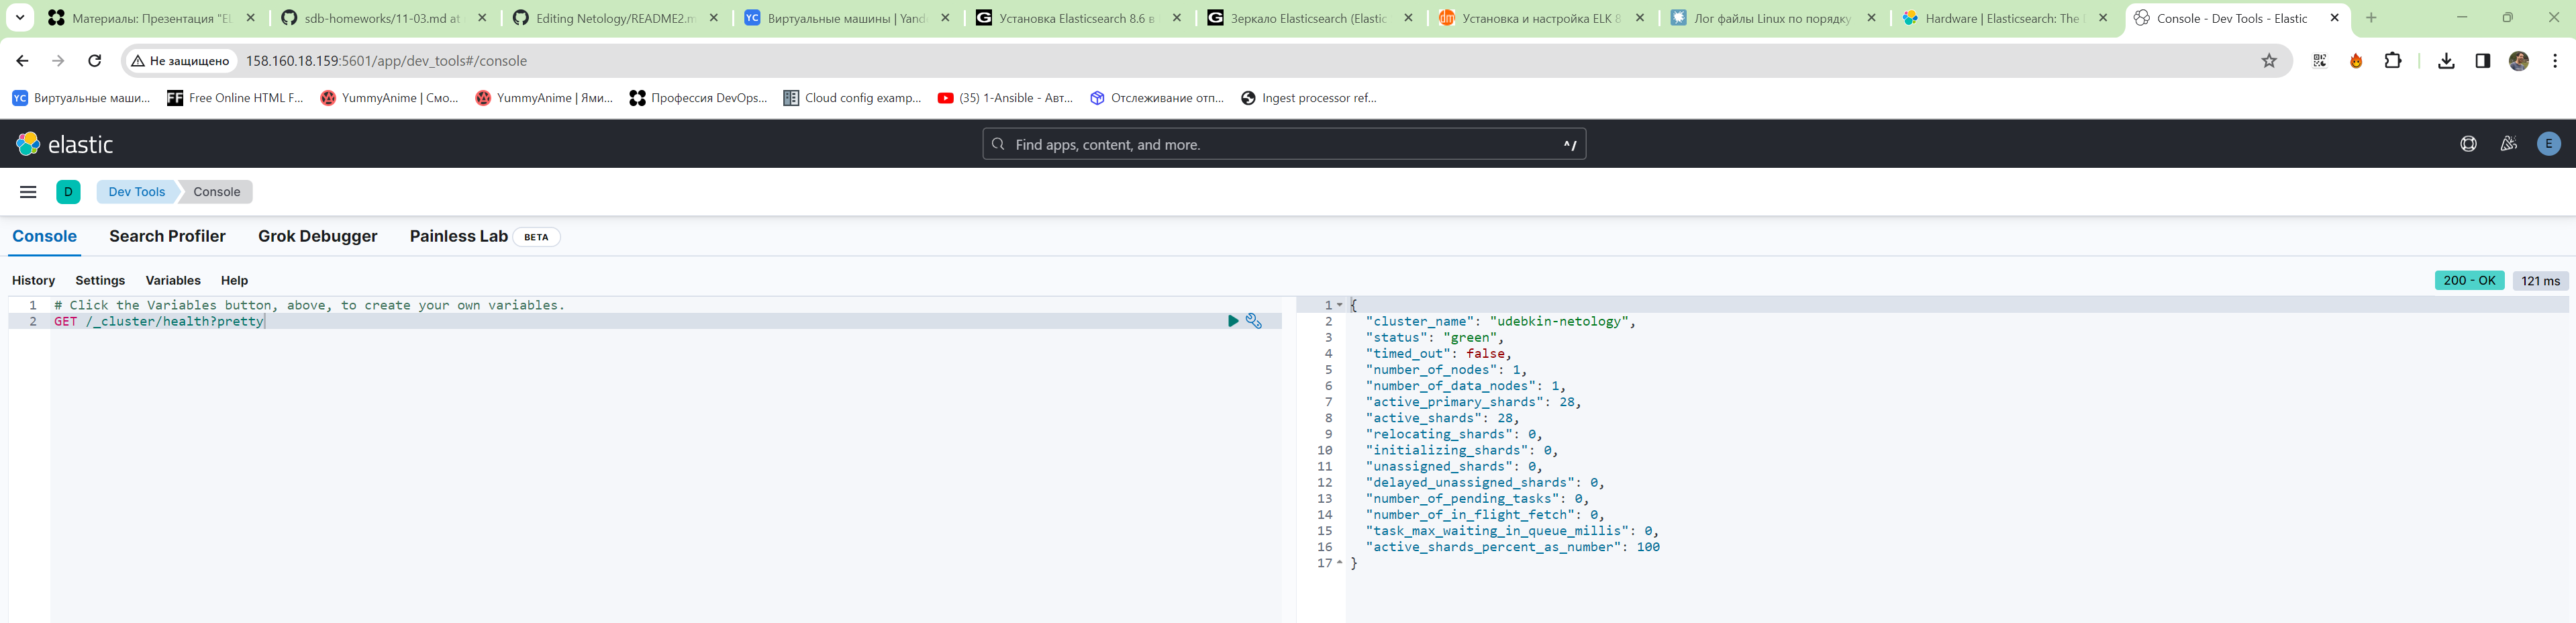 Материалы: Презентация "EL
sdb-homeworks/11-03.md at
Editing Netology/README2.m
YC Виртуальные машины | Yand
Установка Elasticsearch 8.6 в
Зеркало Elasticsearch (Elastic
dm Установка и настройка ELK 8
Лог файлы Linux по порядку
Hardware | Elasticsearch: The
Console - Dev Tools - Elastic
Не защищено 158.160.18.159:5601/app/dev_tools#/console
YC Виртуальные маши...
FF Free Online HTML F...
YummyAnime | Смо...
YummyAnime | Ями...
Профессия DevOps...
Cloud config examp...
(35) 1-Ansible - Авт...
Отслеживание отп...
Ingest processor ref...
elastic
Find apps, content, and more. ^/
E
D Dev Tools Console
Console Search Profiler Grok Debugger Painless Lab BETA
History Settings Variables Help
200 - OK 121 ms
1 # Click the Variables button, above, to create your own variables.
2 GET /_cluster/health?pretty
1 {
2 "cluster_name": "udebkin-netology",
3 "status": "green",
4 "timed_out": false,
5 "number_of_nodes": 1,
6 "number_of_data_nodes": 1,
7 "active_primary_shards": 28,
8 "active_shards": 28,
9 "relocating_shards": 0,
10 "initializing_shards": 0,
11 "unassigned_shards": 0,
12 "delayed_unassigned_shards": 0,
13 "number_of_pending_tasks": 0,
14 "number_of_in_flight_fetch": 0,
15 "task_max_waiting_in_queue_millis": 0,
16 "active_shards_percent_as_number": 100
17 }